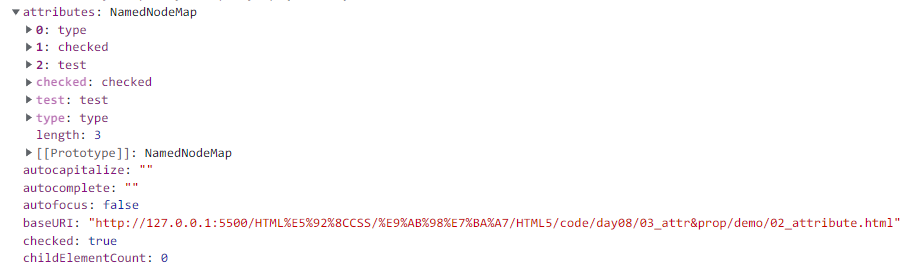 ▼attributes: NamedNodeMap
▶0: type
▶1: checked
▶2: test
▶checked: checked
▶test: test
▶type: type
length: 3
▶[[Prototype]]: NamedNodeMap
autocapitalize: ""
autocomplete: ""
autofocus: false
baseURI: "http://127.0.0.1:5500/HTML%E5%92%8CCSS/%E9%AB%98%E7%BA%A7/HTML5/code/day08/03_attr&prop/demo/02_attribute.html"
checked: true
childElementCount: 0